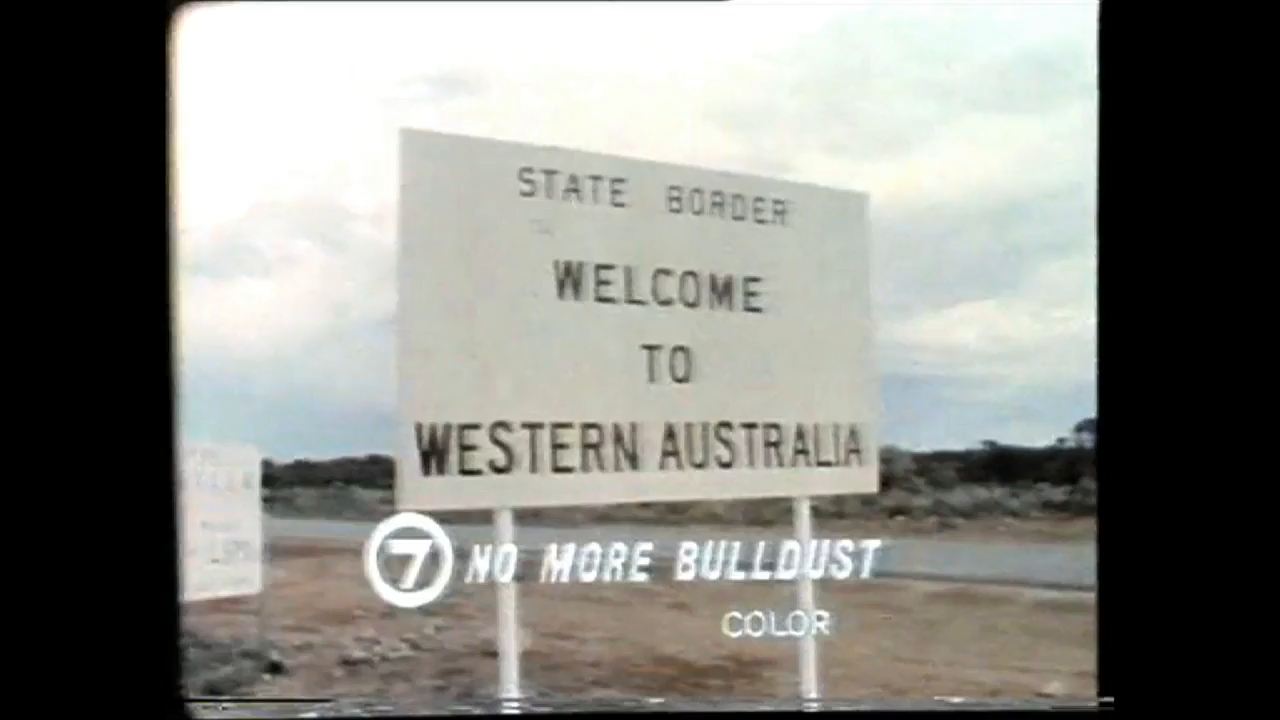 STATE BORDER
WELCOME
TO
WESTERN AUSTRALIA
7 NO MORE BULLDUST
COLOR